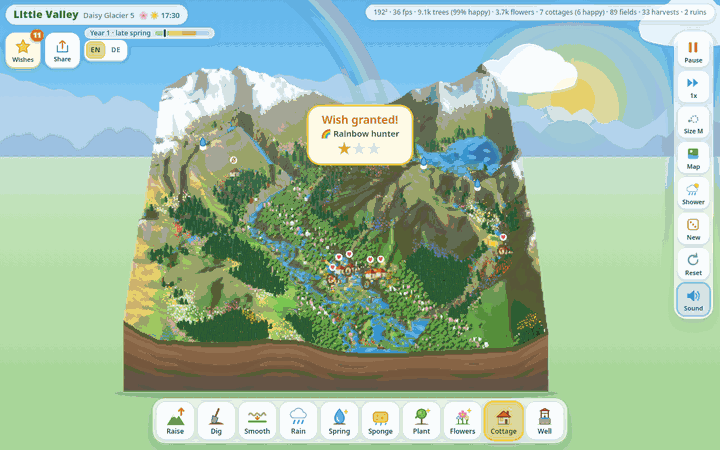 Little Valley Daisy Glacier 5 17:30
192² · 36 fps · 9.1k trees (99% happy) · 3.7k flowers · 7 cottages (6 happy) · 89 fields · 33 harvests · 2 ruins
Year 1 · late spring
11
Wishes
Share
EN DE
Wish granted!
Rainbow hunter
Pause
1x
Size M
Map
Shower
New
Reset
Sound
Raise Dig Smooth Rain Spring Sponge Plant Flowers Cottage Well